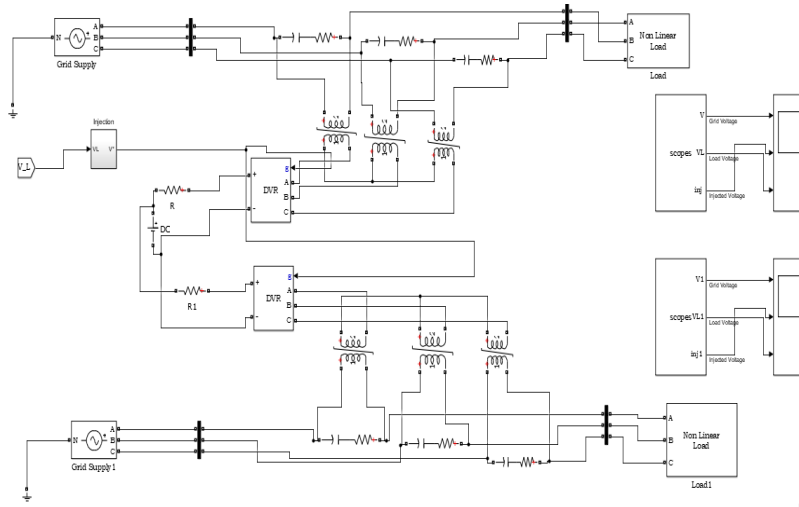 N
A
B
C
Grid Supply
A
B
C
Non Linear
Load
Load
Injection
V_L
VL
V*
DVR
+
-
g
A
B
C
R
DC
V
Grid Voltage
scopes
VL
Load Voltage
inj
Injected Voltage
DVR
+
-
g
A
B
C
R1
V1
Grid Voltage
scopes
VL1
Load Voltage
inj1
Injected Voltage
N
A
B
C
Grid Supply1
A
B
C
Non Linear
Load
Load1